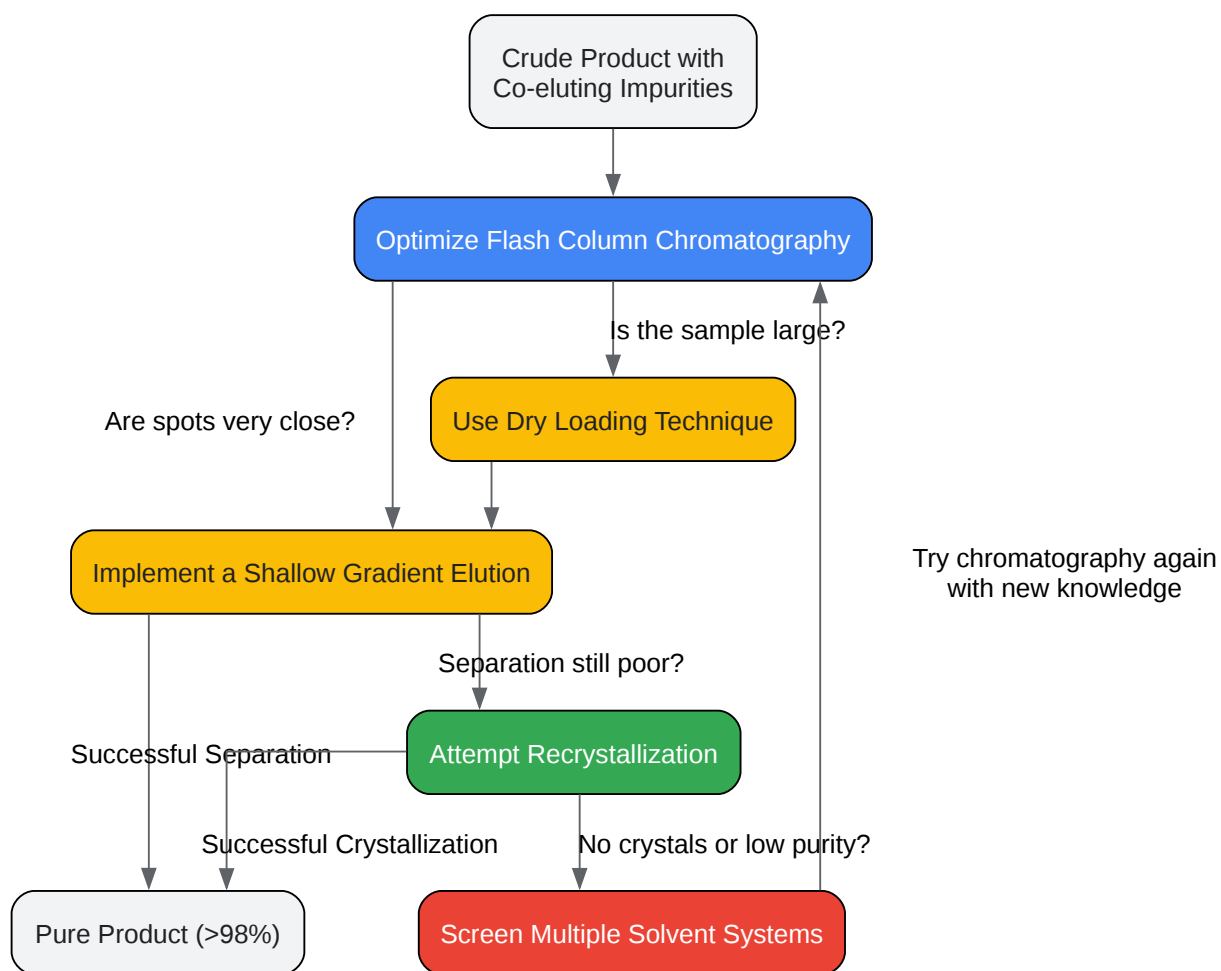 Crude Product with
Co-eluting Impurities
Optimize Flash Column Chromatography
Is the sample large?
Are spots very close?
Use Dry Loading Technique
Implement a Shallow Gradient Elution
Try chromatography again
with new knowledge
Separation still poor?
Successful Separation
Attempt Recrystallization
Successful Crystallization
No crystals or low purity?
Pure Product (>98%)
Screen Multiple Solvent Systems